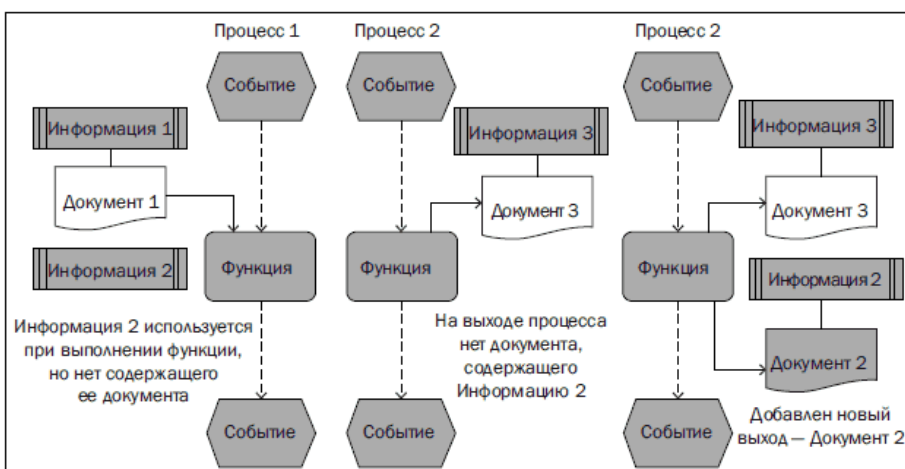 Процесс 1
Процесс 2
Процесс 2
Событие
Событие
Событие
Информация 1
Информация 3
Информация 3
Документ 1
Документ 3
Документ 3
Информация 2
Функция
Функция
Функция
Информация 2
Информация 2 используется
при выполнении функции,
но нет содержащего
ее документа
На выходе процесса
нет документа,
содержащего
Информацию 2
Документ 2
Событие
Событие
Событие
Добавлен новый
выход — Документ 2